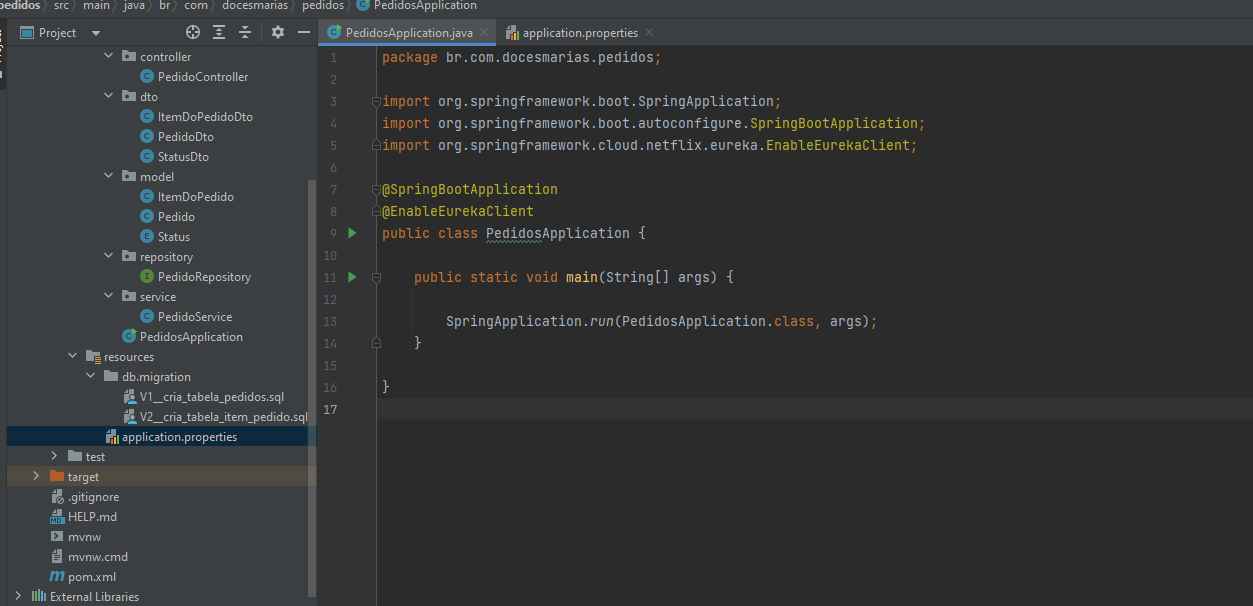 pedidos src main java br com docesmarias pedidos PedidosApplication
Project
controller
PedidoController
dto
ItemDoPedidoDto
PedidoDto
StatusDto
model
ItemDoPedido
Pedido
Status
repository
PedidoRepository
service
PedidoService
PedidosApplication
resources
db.migration
V1__cria_tabela_pedidos.sql
V2__cria_tabela_item_pedido.sql
application.properties
test
target
.gitignore
HELP.md
mvnw
mvnw.cmd
pom.xml
External Libraries
PedidosApplication.java application.properties
1 package br.com.docesmarias.pedidos;
2
3 import org.springframework.boot.SpringApplication;
4 import org.springframework.boot.autoconfigure.SpringBootApplication;
5 import org.springframework.cloud.netflix.eureka.EnableEurekaClient;
6
7 @SpringBootApplication
8 @EnableEurekaClient
9 public class PedidosApplication {
10
11 public static void main(String[] args) {
12
13 SpringApplication.run(PedidosApplication.class, args);
14 }
15
16 }
17